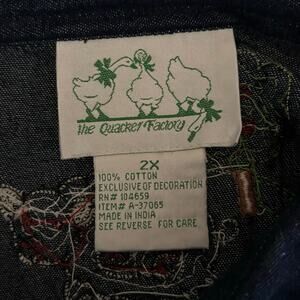 the Quacker Factory
2X
100% COTTON
EXCLUSIVE OF DECORATION
RN# 104659
ITEM# A-37065
MADE IN INDIA
SEE REVERSE FOR CARE